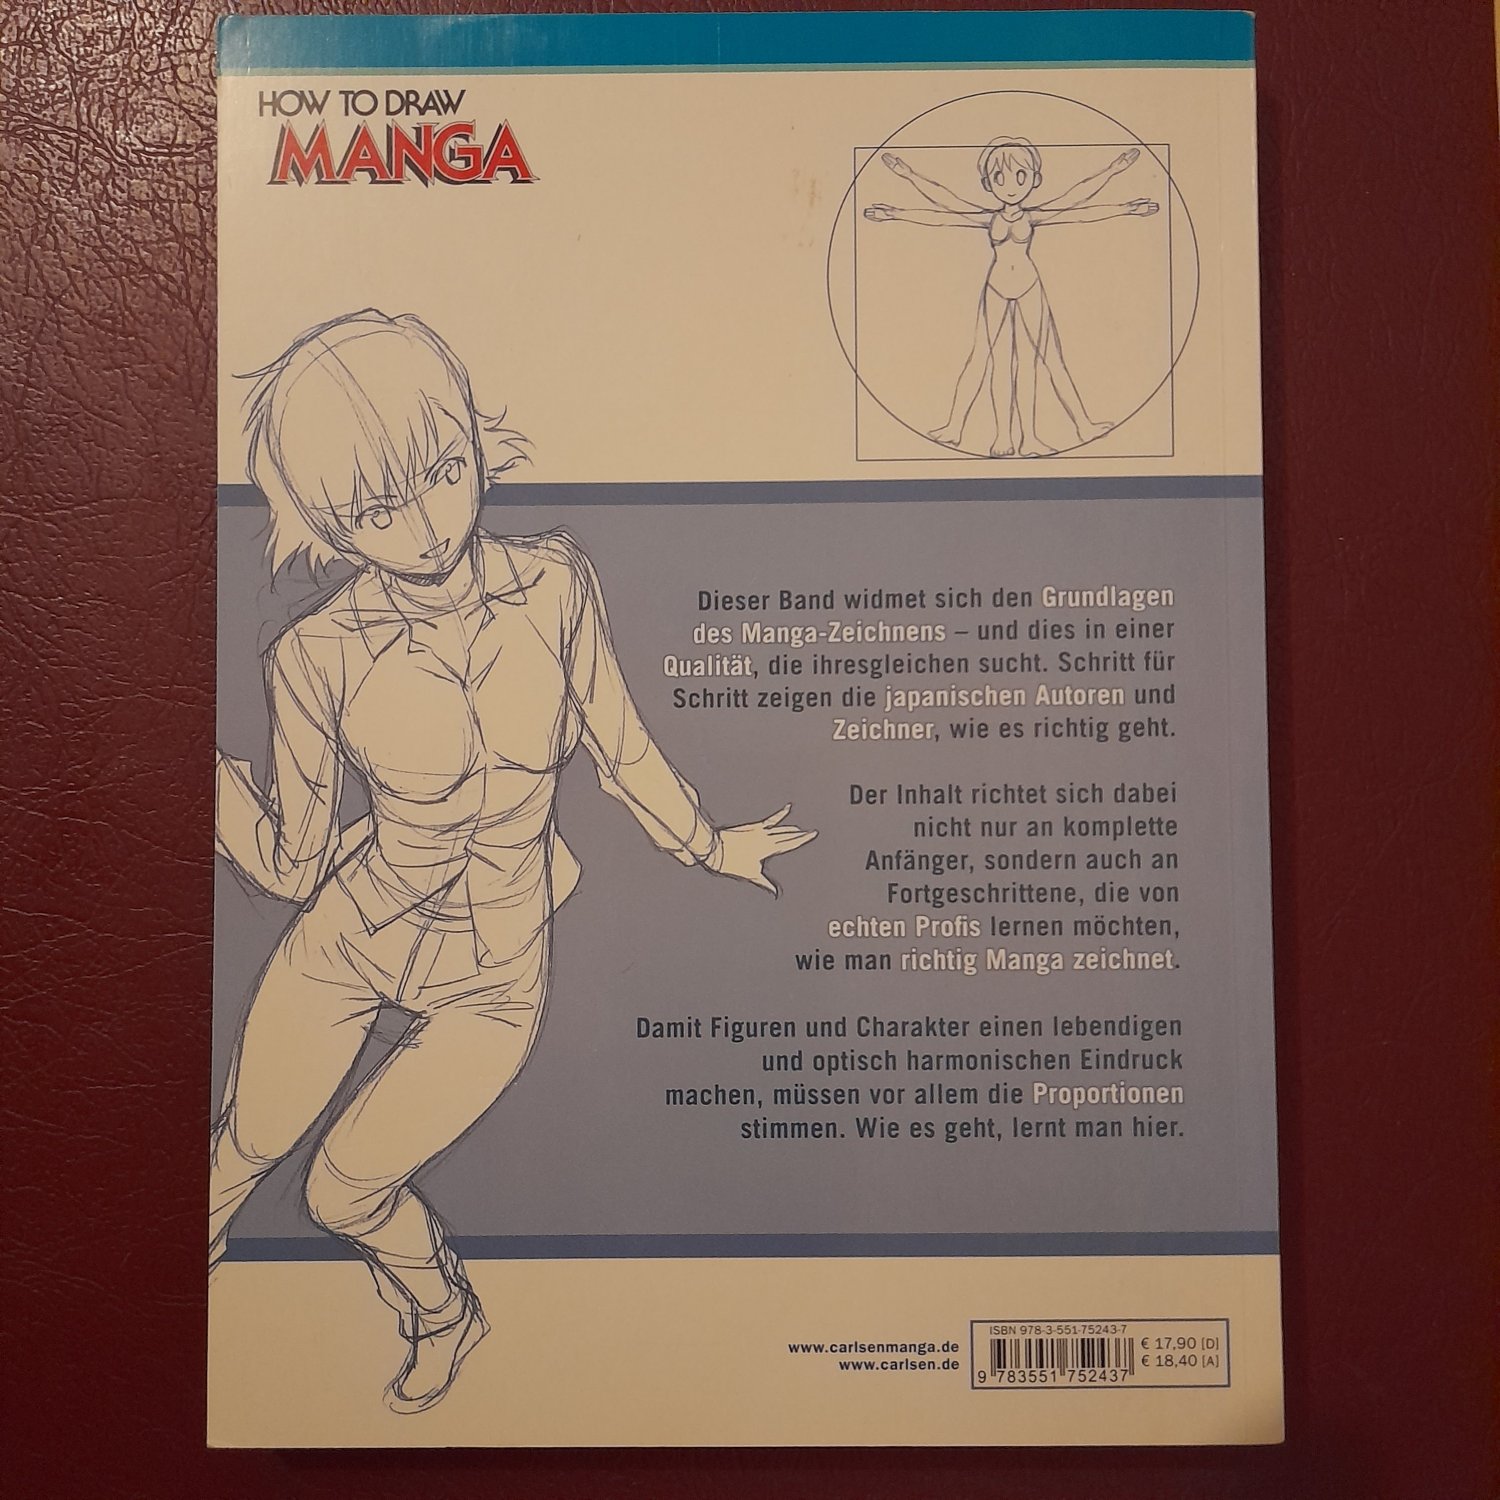 HOW TO DRAW
MANGA
Dieser Band widmet sich den Grundlagen
des Manga-Zeichnens – und dies in einer
Qualität, die ihresgleichen sucht. Schritt für
Schritt zeigen die japanischen Autoren und
Zeichner, wie es richtig geht.
Der Inhalt richtet sich dabei
nicht nur an komplette
Anfänger, sondern auch an
Fortgeschrittene, die von
echten Profis lernen möchten,
wie man richtig Manga zeichnet.
Damit Figuren und Charakter einen lebendigen
und optisch harmonischen Eindruck
machen, müssen vor allem die Proportionen
stimmen. Wie es geht, lernt man hier.
www.carlsenmanga.de
www.carlsen.de
ISBN 978-3-551-75243-7
€ 17,90 [D]
€ 18,40 [A]
9 783551 752437